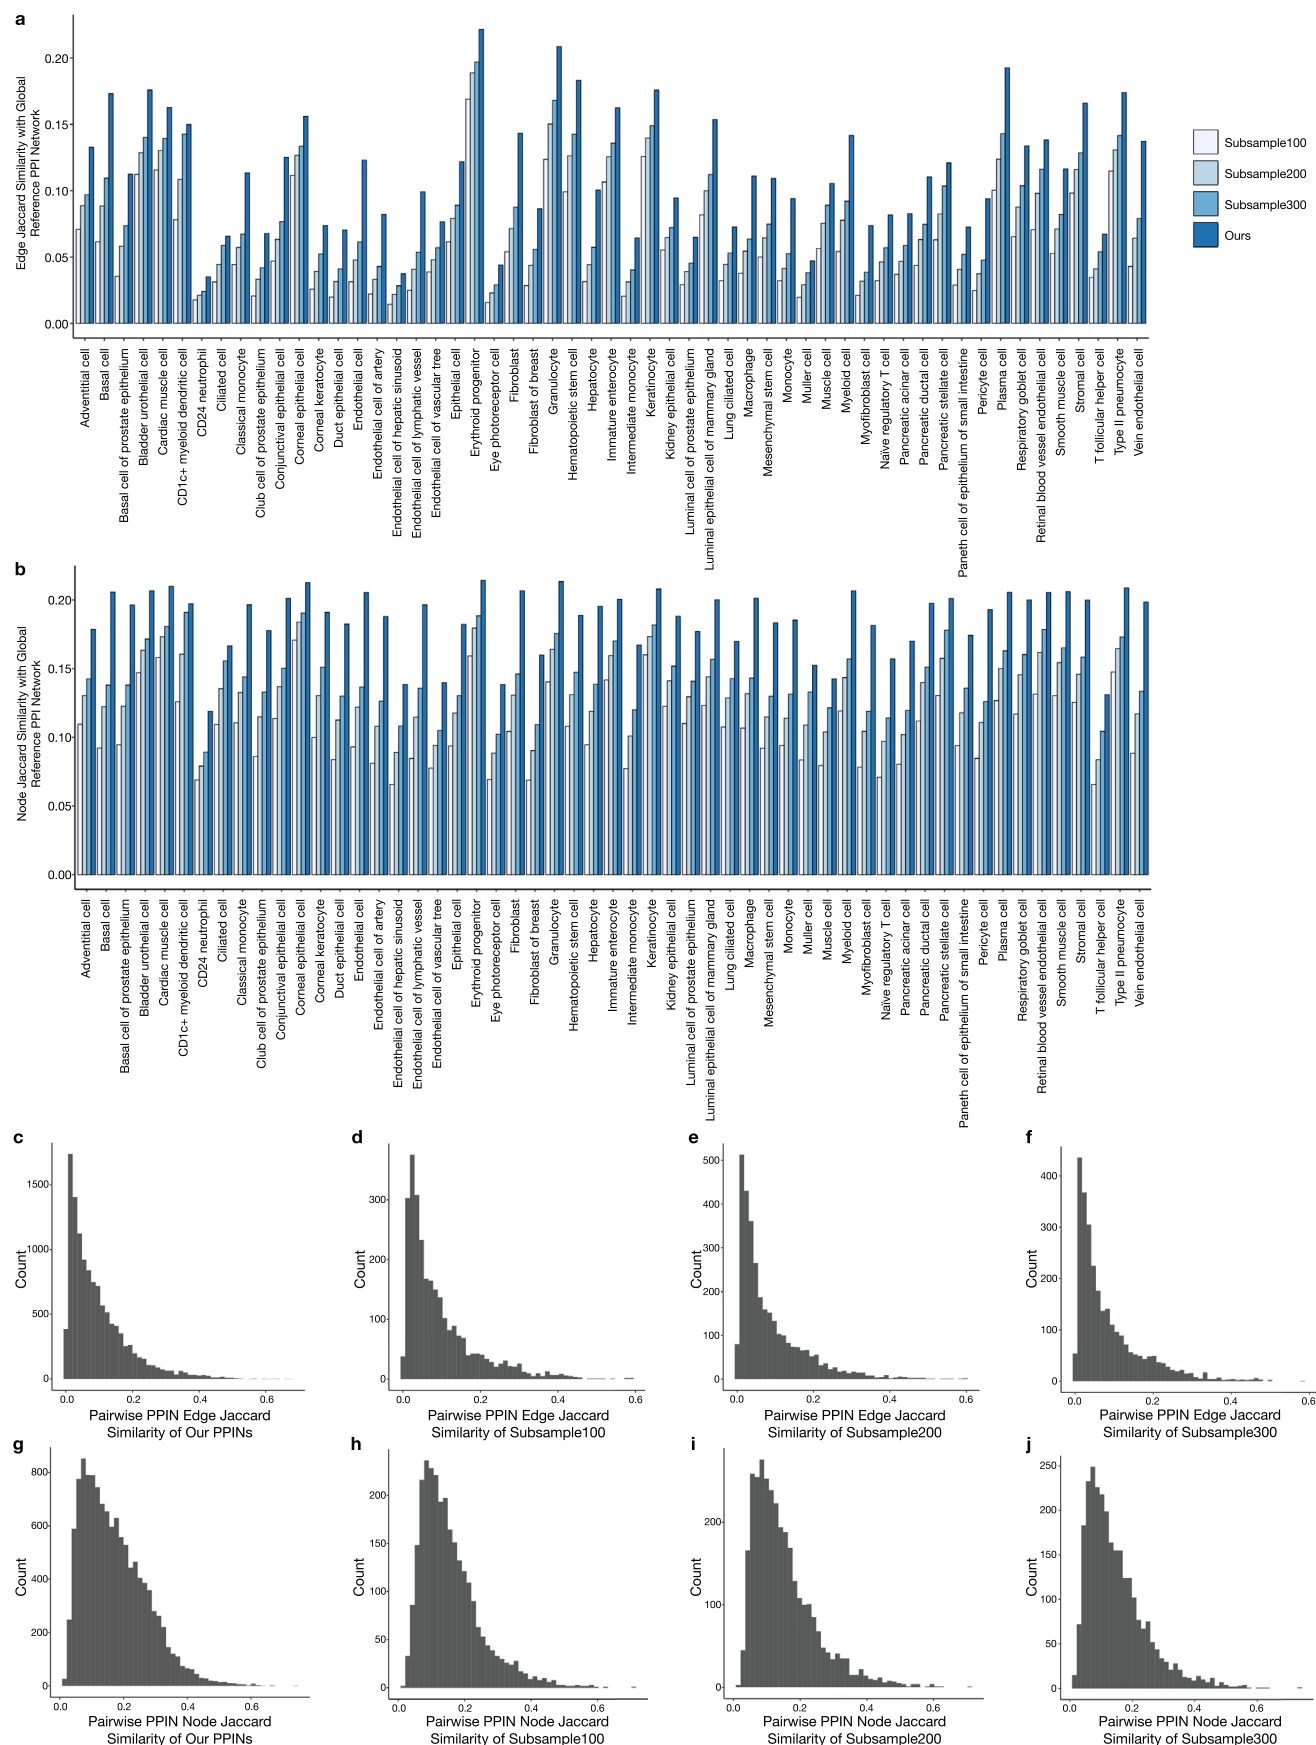 a
Edge Jaccard Similarity with Global
Reference PPI Network
0.20
0.15
0.10
0.05
0.00
Subsample100
Subsample200
Subsample300
Ours
Adventitial cell
Basal cell
Basal cell of prostate epithelium
Bladder urothelial cell
Cardiac muscle cell
CD1c+ myeloid dendritic cell
CD24 neutrophil
Ciliated cell
Classical monocyte
Club cell of prostate epithelium
Conjunctival epithelial cell
Corneal epithelial cell
Corneal keratocyte
Duct epithelial cell
Endothelial cell
Endothelial cell of artery
Endothelial cell of hepatic sinusoid
Endothelial cell of lymphatic vessel
Endothelial cell of vascular tree
Epithelial cell
Erythroid progenitor
Eye photoreceptor cell
Fibroblast
Fibroblast of breast
Granulocyte
Hematopoietic stem cell
Hepatocyte
Immature enterocyte
Intermediate monocyte
Keratinocyte
Kidney epithelial cell
Luminal cell of prostate epithelium
Luminal epithelial cell of mammary gland
Lung ciliated cell
Macrophage
Mesenchymal stem cell
Monocyte
Muller cell
Muscle cell
Myeloid cell
Myofibroblast cell
Naïve regulatory T cell
Pancreatic acinar cell
Pancreatic ductal cell
Pancreatic stellate cell
Paneth cell of epithelium of small intestine
Pericyte cell
Plasma cell
Respiratory goblet cell
Retinal blood vessel endothelial cell
Smooth muscle cell
Stromal cell
T follicular helper cell
Type II pneumocyte
Vein endothelial cell
b
Node Jaccard Similarity with Global
Reference PPI Network
0.20
0.15
0.10
0.05
0.00
Adventitial cell
Basal cell
Basal cell of prostate epithelium
Bladder urothelial cell
Cardiac muscle cell
CD1c+ myeloid dendritic cell
CD24 neutrophil
Ciliated cell
Classical monocyte
Club cell of prostate epithelium
Conjunctival epithelial cell
Corneal epithelial cell
Corneal keratocyte
Duct epithelial cell
Endothelial cell
Endothelial cell of artery
Endothelial cell of hepatic sinusoid
Endothelial cell of lymphatic vessel
Endothelial cell of vascular tree
Epithelial cell
Erythroid progenitor
Eye photoreceptor cell
Fibroblast
Fibroblast of breast
Granulocyte
Hematopoietic stem cell
Hepatocyte
Immature enterocyte
Intermediate monocyte
Keratinocyte
Kidney epithelial cell
Luminal cell of prostate epithelium
Luminal epithelial cell of mammary gland
Lung ciliated cell
Macrophage
Mesenchymal stem cell
Monocyte
Muller cell
Muscle cell
Myeloid cell
Myofibroblast cell
Naïve regulatory T cell
Pancreatic acinar cell
Pancreatic ductal cell
Pancreatic stellate cell
Paneth cell of epithelium of small intestine
Pericyte cell
Plasma cell
Respiratory goblet cell
Retinal blood vessel endothelial cell
Smooth muscle cell
Stromal cell
T follicular helper cell
Type II pneumocyte
Vein endothelial cell
c
Count
1500
1000
500
0
0.0 0.2 0.4 0.6
Pairwise PPIN Edge Jaccard
Similarity of Our PPINs
d
Count
300
200
100
0
0.0 0.2 0.4 0.6
Pairwise PPIN Edge Jaccard
Similarity of Subsample100
e
Count
500
400
300
200
100
0
0.0 0.2 0.4 0.6
Pairwise PPIN Edge Jaccard
Similarity of Subsample200
f
Count
400
300
200
100
0
0.0 0.2 0.4 0.6
Pairwise PPIN Edge Jaccard
Similarity of Subsample300
g
Count
800
600
400
200
0
0.0 0.2 0.4 0.6
Pairwise PPIN Node Jaccard
Similarity of Our PPINs
h
Count
200
150
100
50
0
0.0 0.2 0.4 0.6
Pairwise PPIN Node Jaccard
Similarity of Subsample100
i
Count
200
100
0
0.0 0.2 0.4 0.6
Pairwise PPIN Node Jaccard
Similarity of Subsample200
j
Count
250
200
150
100
50
0
0.0 0.2 0.4 0.6
Pairwise PPIN Node Jaccard
Similarity of Subsample300